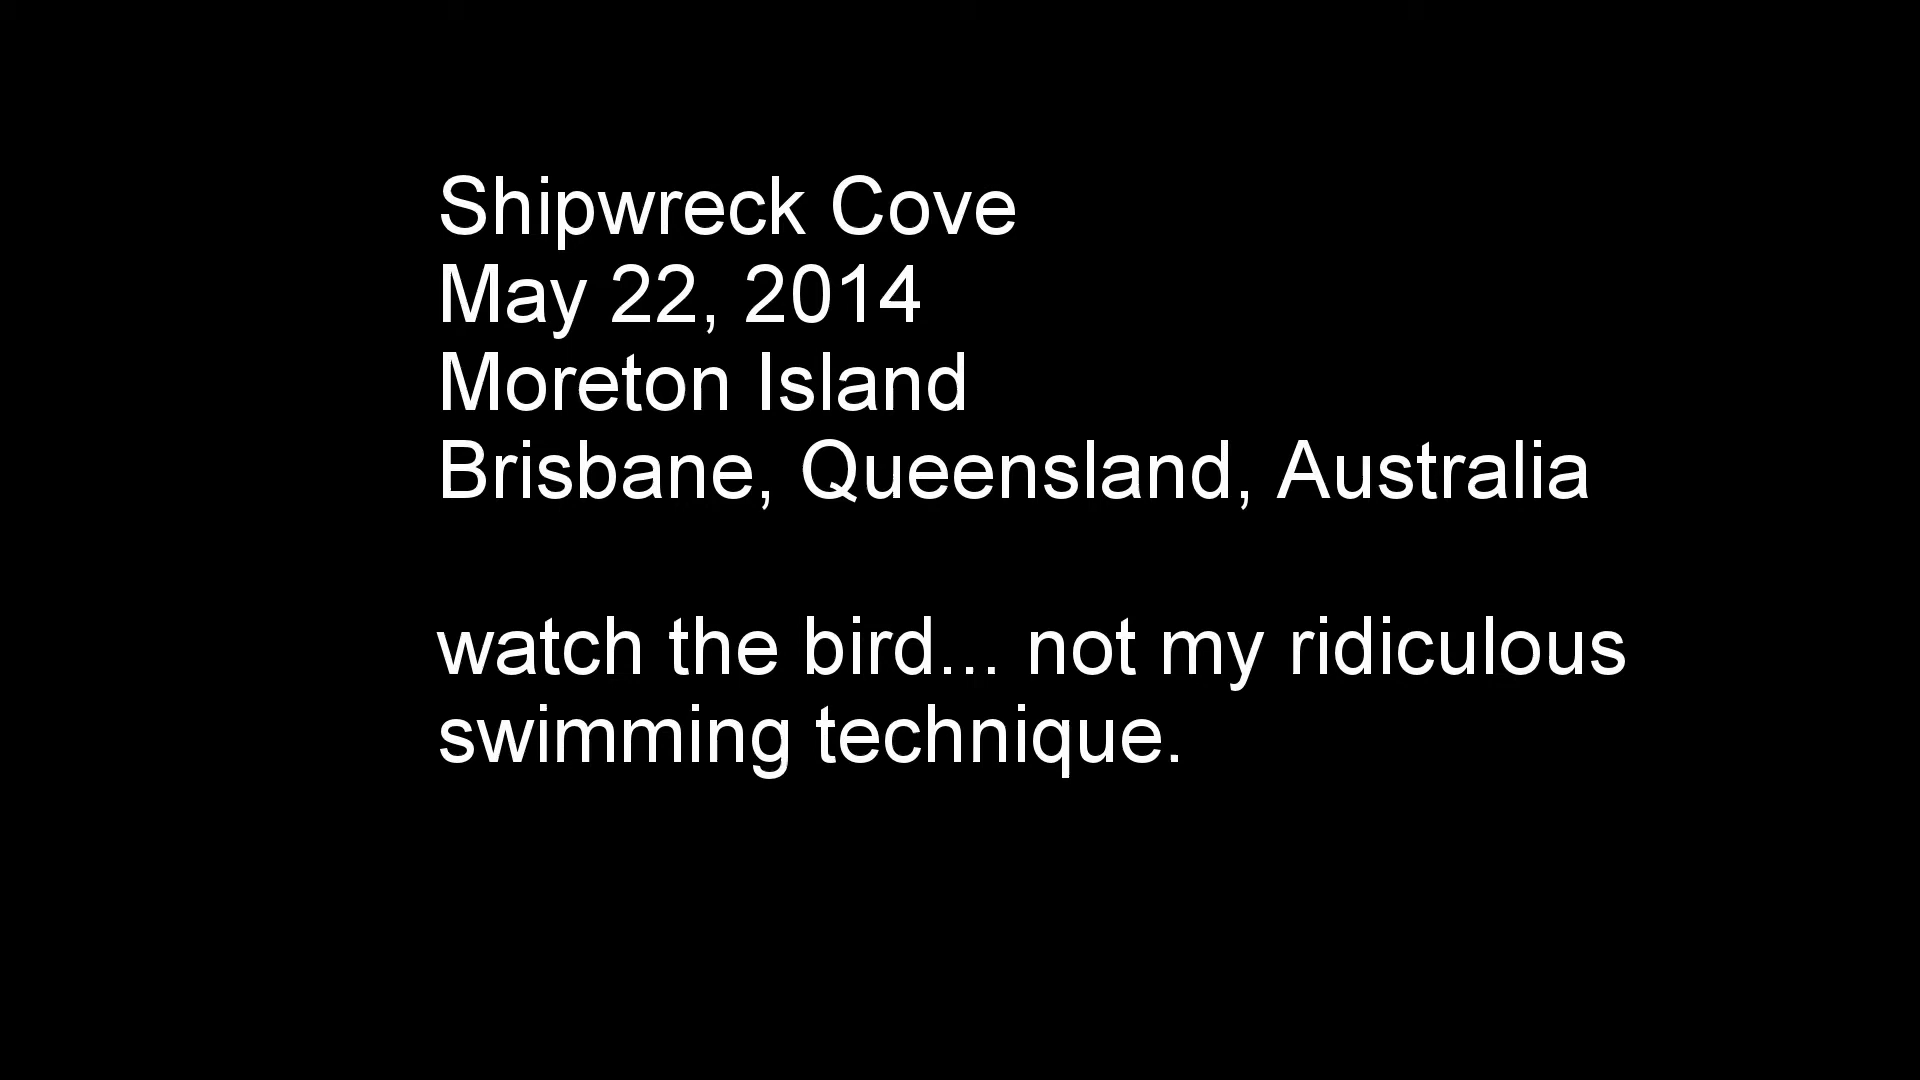 Shipwreck Cove
May 22, 2014
Moreton Island
Brisbane, Queensland, Australia
watch the bird... not my ridiculous
swimming technique.